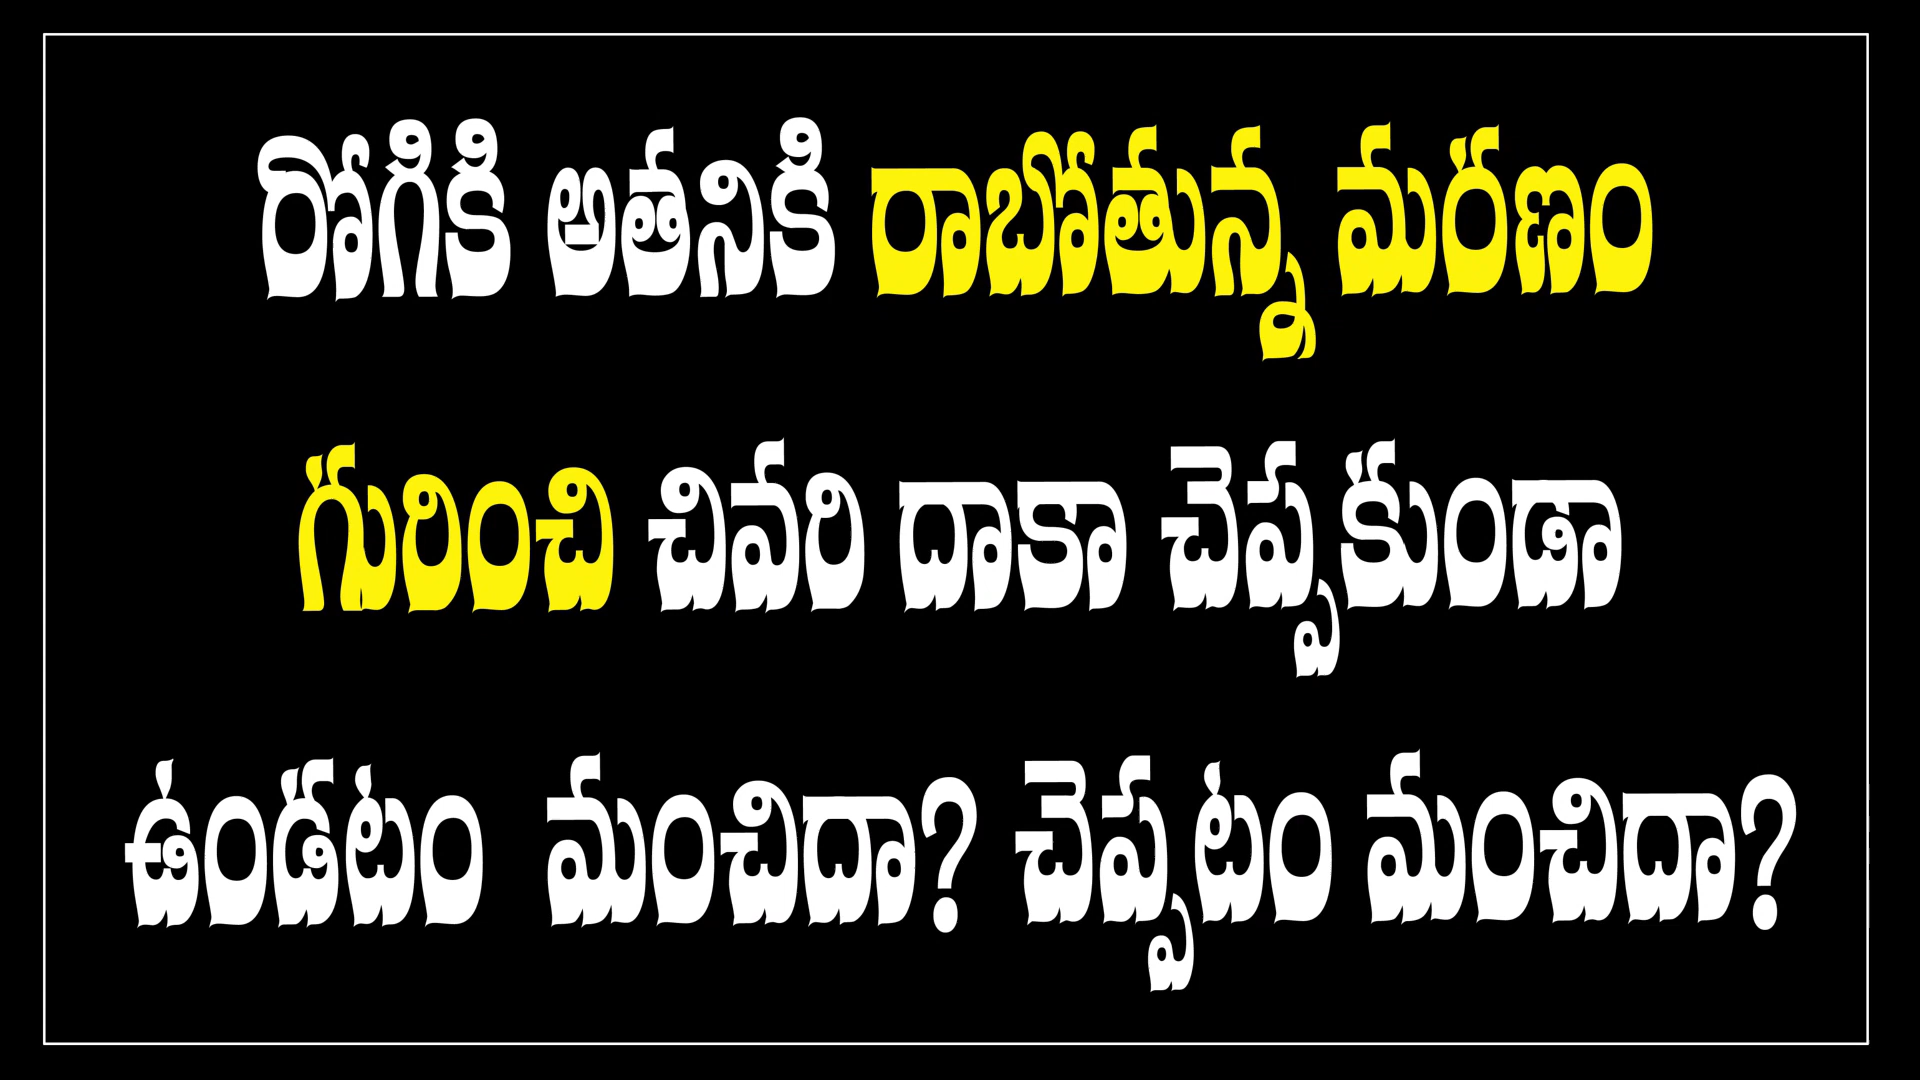 రోగికి అతనికి రాబోతున్న మరణం
గురించి చివరి దాకా చెప్పకుండా
ఉండటం మంచిదా? చెప్పటం మంచిదా?